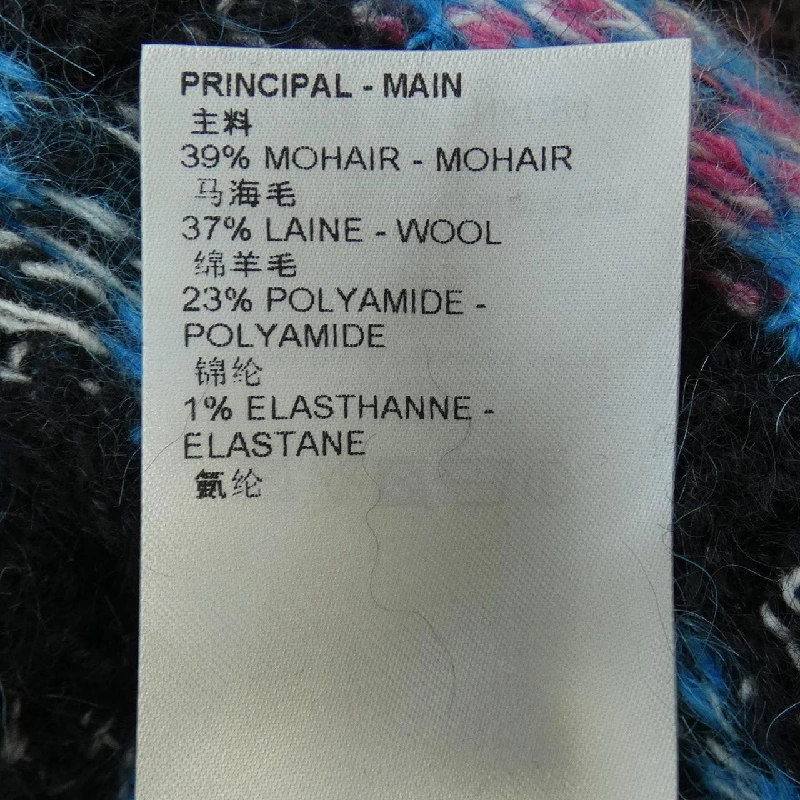 PRINCIPAL - MAIN
主料
39% MOHAIR - MOHAIR
马海毛
37% LAINE - WOOL
绵羊毛
23% POLYAMIDE -
POLYAMIDE
锦纶
1% ELASTHANNE -
ELASTANE
氨纶